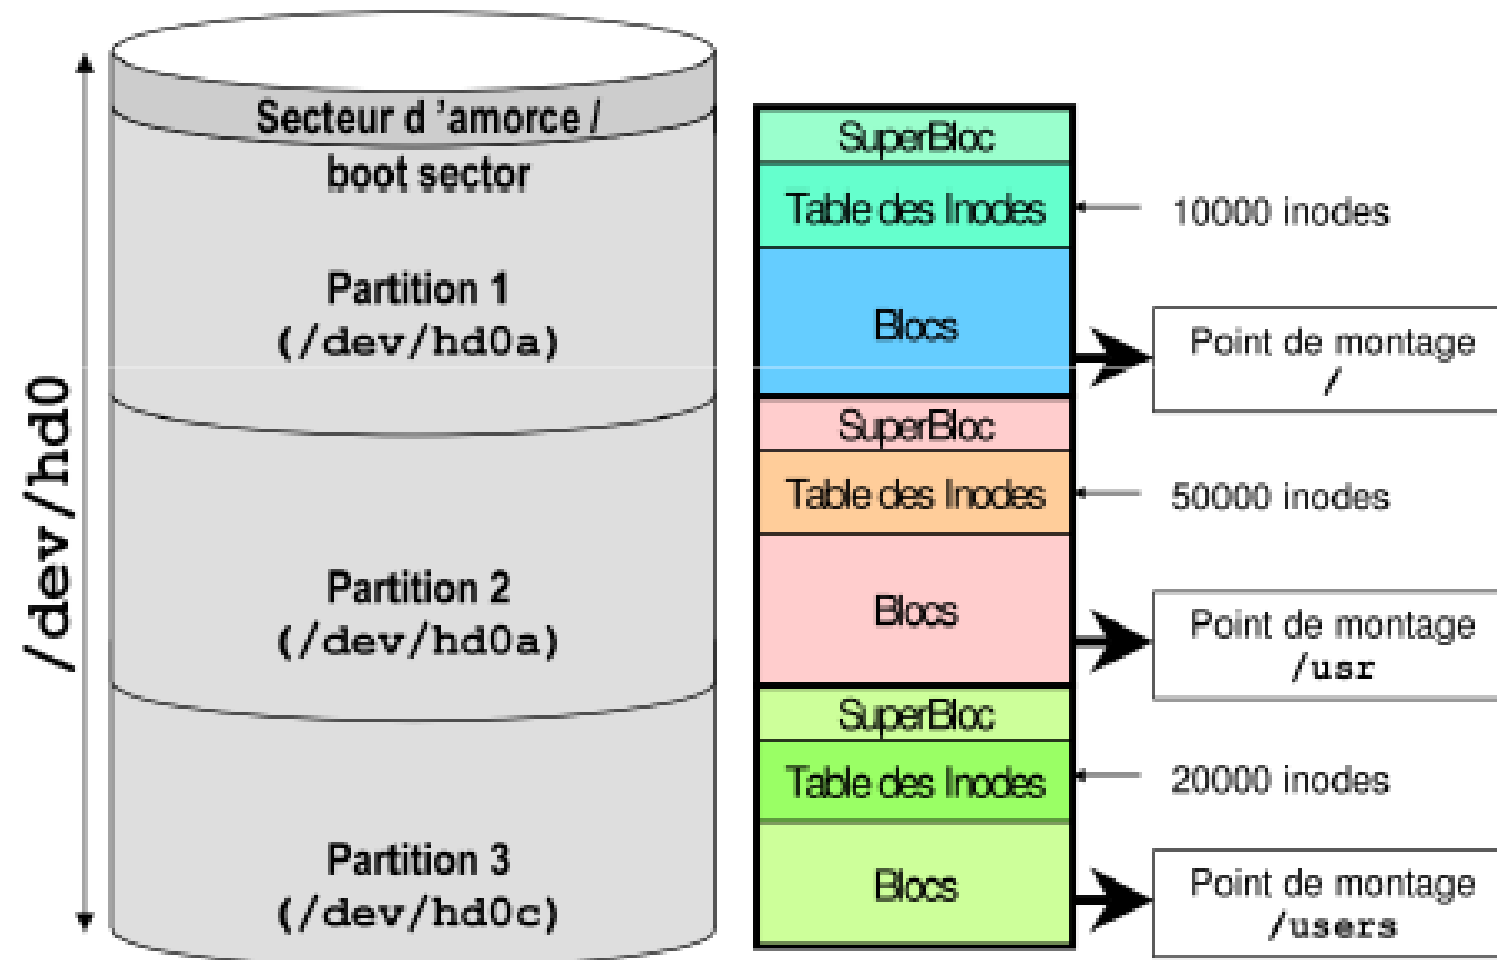 /dev/hd0
Secteur d ’amorce /
boot sector
Partition 1
(/dev/hd0a)
Partition 2
(/dev/hd0a)
Partition 3
(/dev/hd0c)
SuperBloc
Table des Inodes
Blocs
SuperBloc
Table des Inodes
Blocs
SuperBloc
Table des Inodes
Blocs
10000 inodes
Point de montage
/
50000 inodes
Point de montage
/usr
20000 inodes
Point de montage
/users